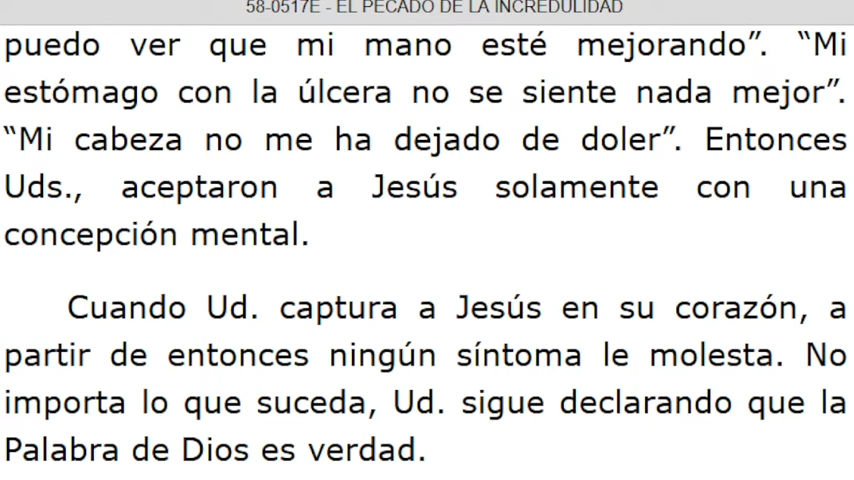 58-0517E - EL PECADO DE LA INCREDULIDAD
puedo ver que mi mano esté mejorando”. “Mi
estómago con la úlcera no se siente nada mejor”.
“Mi cabeza no me ha dejado de doler”. Entonces
Uds., aceptaron a Jesús solamente con una
concepción mental.
Cuando Ud. captura a Jesús en su corazón, a
partir de entonces ningún síntoma le molesta. No
importa lo que suceda, Ud. sigue declarando que la
Palabra de Dios es verdad.